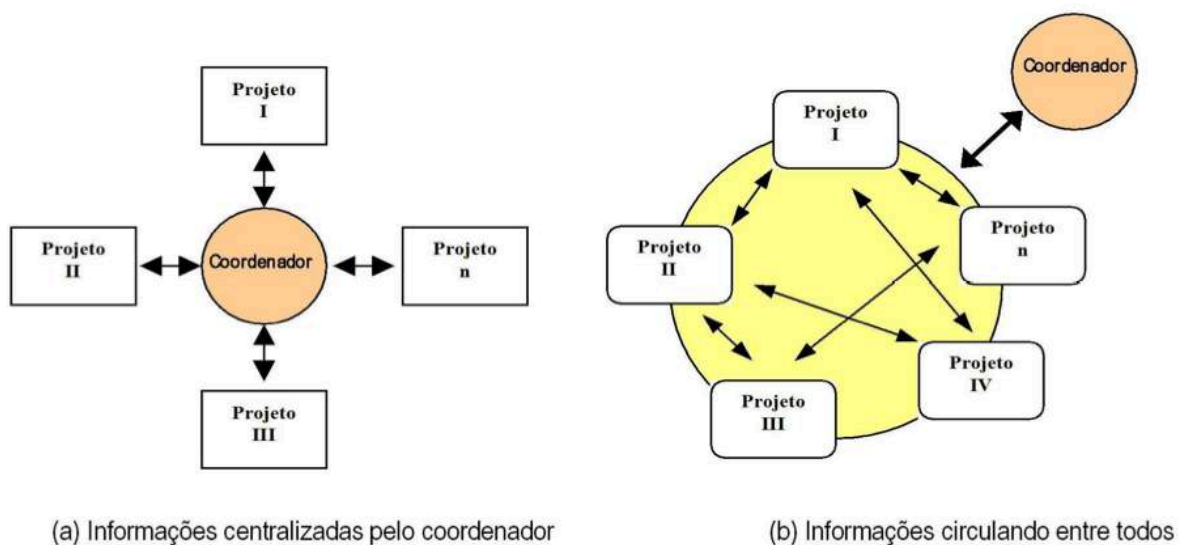 Projeto
I
Projeto
II
Coordenador
Projeto
n
Projeto
III
(a) Informações centralizadas pelo coordenador
Coordenador
Projeto
I
Projeto
II
Projeto
n
Projeto
III
Projeto
IV
(b) Informações circulando entre todos